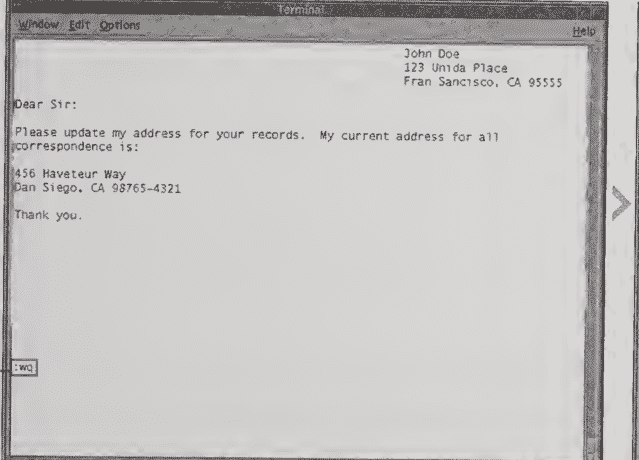 Terminal
Window Edit Options Help
John Doe
123 Unida Place
Fran Sancisco, CA 95555
Dear Sir:
Please update my address for your records. My current address for all
correspondence is:
456 Haveteur Way
Dan Siego, CA 98765-4321
Thank you.
:wq